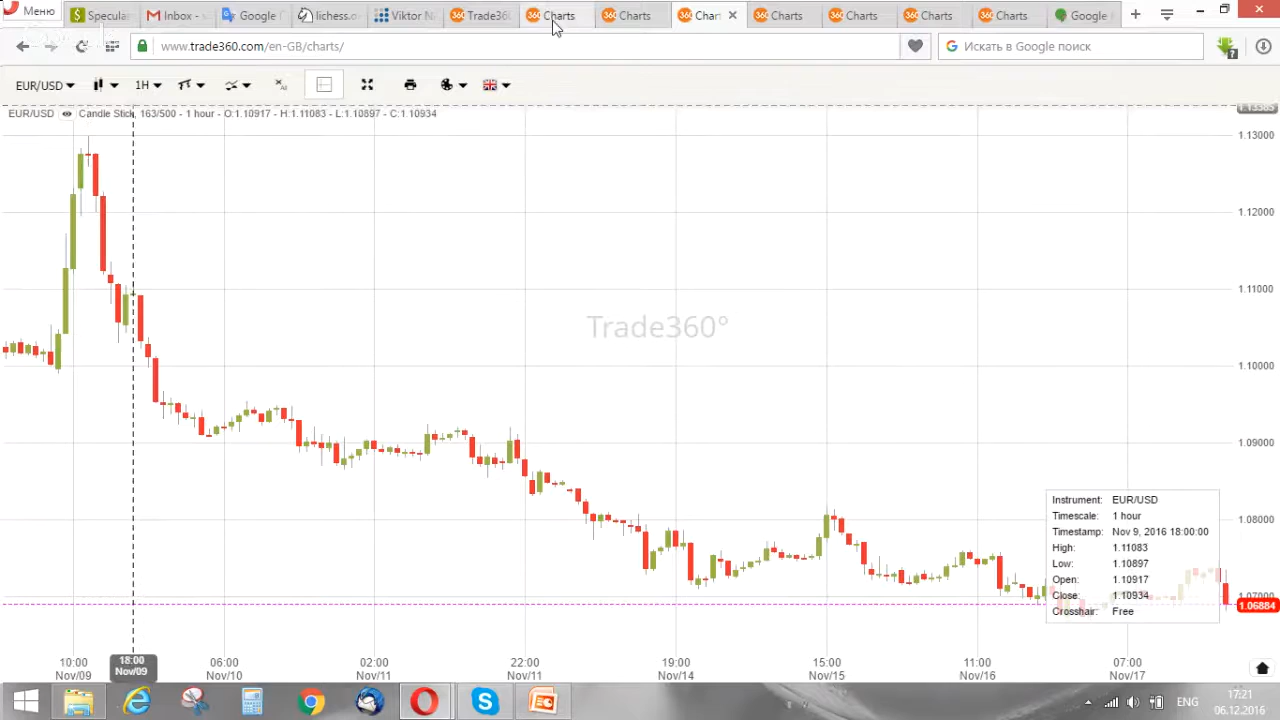 Меню
Specula
Inbox -
Google
lichess.o
Viktor N
Trade36
Charts
Charts
Char
Charts
Charts
Charts
Charts
Google
www.trade360.com/en-GB/charts/
Искать в Google поиск
7
EUR/USD
1H
EUR/USD
Candle Stick, 163/500 - 1 hour - O:1.10917 - H:1.11083 - L:1.10897 - C:1.10934
1.13385
1.13000
1.12000
1.11000
1.10000
1.09000
1.08000
1.07000
1.06884
Trade360°
Instrument: EUR/USD
Timescale: 1 hour
Timestamp: Nov 9, 2016 18:00:00
High: 1.11083
Low: 1.10897
Open: 1.10917
Close: 1.10934
Crosshair: Free
10:00 18:00 06:00 02:00 22:00 19:00 15:00 11:00 07:00
Nov/09 Nov/09 Nov/10 Nov/11 Nov/11 Nov/14 Nov/15 Nov/16 Nov/17
ENG
17:21
06.12.2016